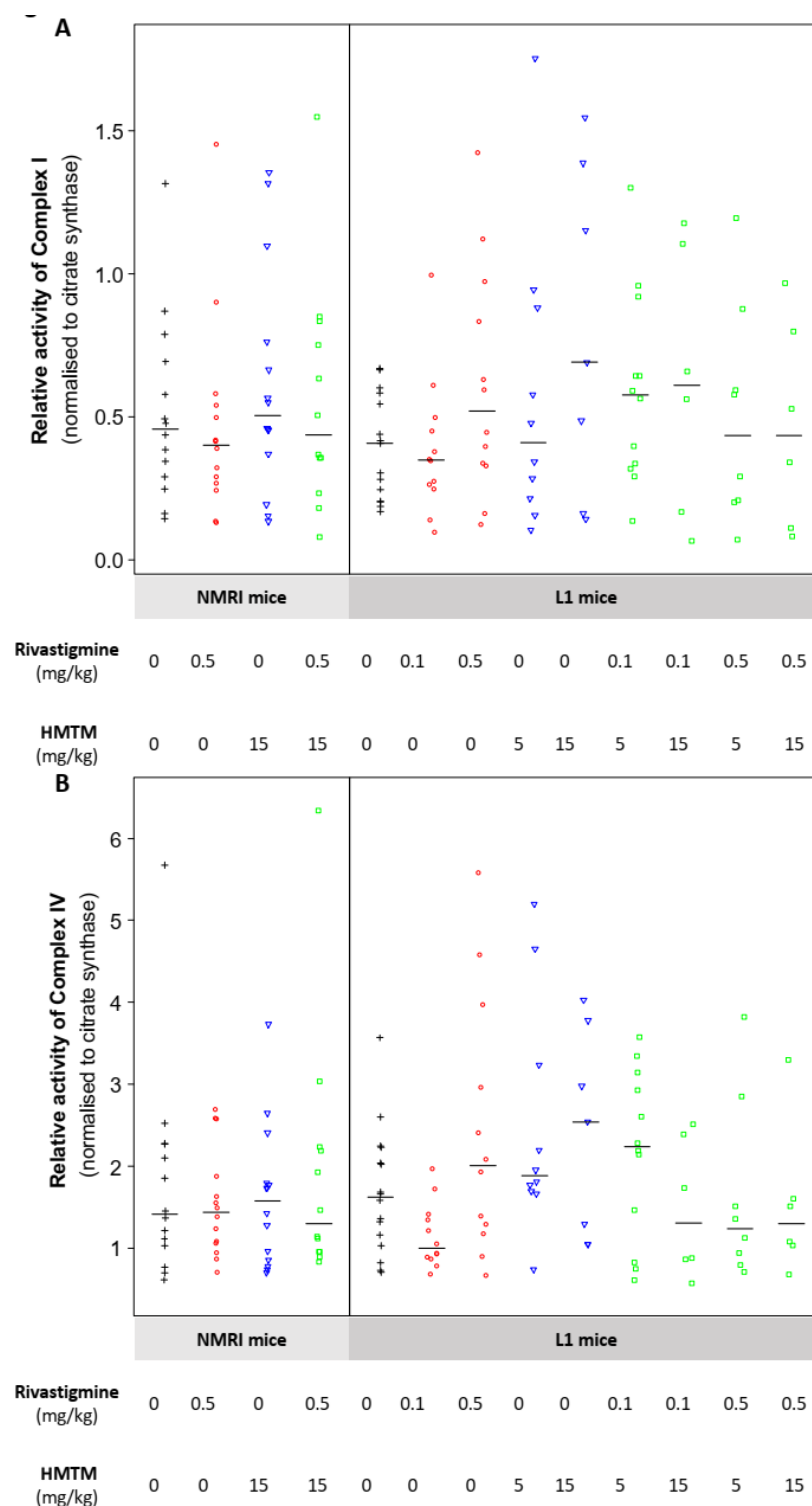 A
Relative activity of Complex I
(normalised to citrate synthase)
1.5
1.0
0.5
0.0
NMRI mice L1 mice
Rivastigmine
(mg/kg) 0 0.5 0 0.5 0 0.1 0.5 0 0 0.1 0.1 0.5 0.5
HMTM
(mg/kg) 0 0 15 15 0 0 0 5 15 5 15 5 15
B
Relative activity of Complex IV
(normalised to citrate synthase)
6
5
4
3
2
1
NMRI mice L1 mice
Rivastigmine
(mg/kg) 0 0.5 0 0.5 0 0.1 0.5 0 0 0.1 0.1 0.5 0.5
HMTM
(mg/kg) 0 0 15 15 0 0 0 5 15 5 15 5 15